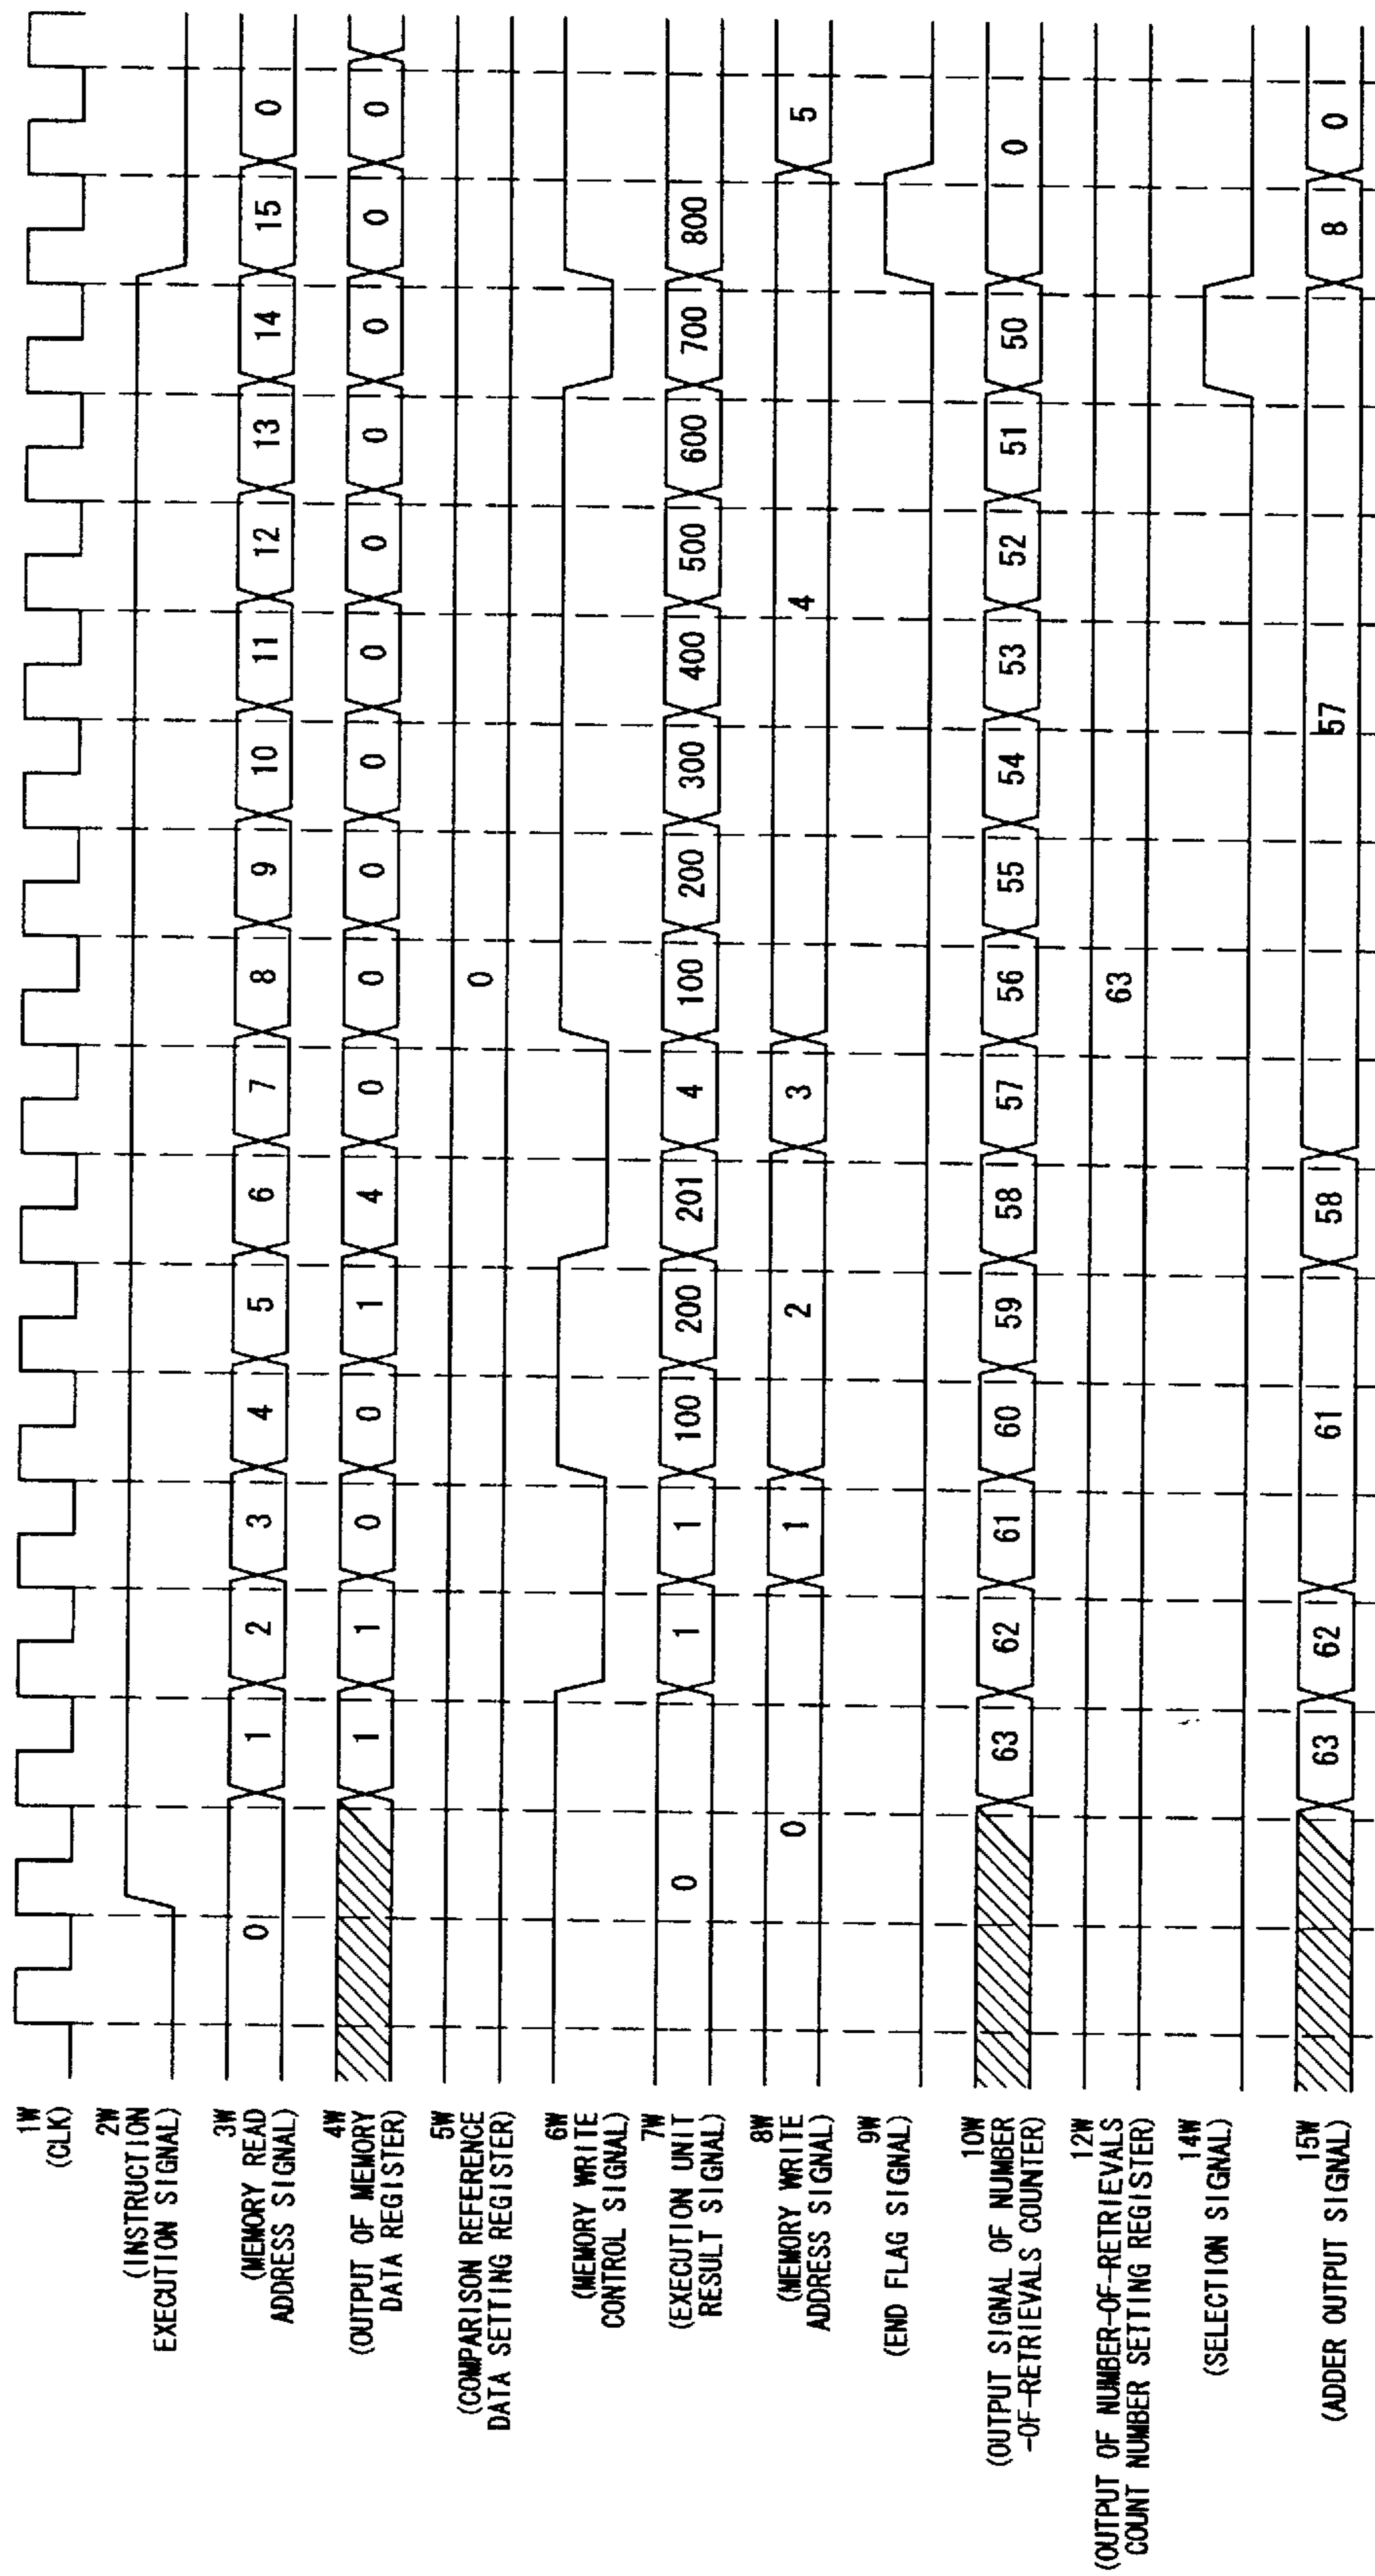 1W
(CLK)
2W
(INSTRUCTION
EXECUTION SIGNAL)
3W
(MEMORY READ
ADDRESS SIGNAL)
0 1 2 3 4 5 6 7 8 9 10 11 12 13 14 15 0
4W
(OUTPUT OF MEMORY
DATA REGISTER)
1 1 0 0 1 4 0 0 0 0 0 0 0 0 0 0
5W
(COMPARISON REFERENCE
DATA SETTING REGISTER)
0
6W
(MEMORY WRITE
CONTROL SIGNAL)
7W
(EXECUTION UNIT
RESULT SIGNAL)
0 1 1 100 200 201 4 100 200 300 400 500 600 700 800
8W
(MEMORY WRITE
ADDRESS SIGNAL)
0 1 2 3 4 5
9W
(END FLAG SIGNAL)
10W
(OUTPUT SIGNAL OF NUMBER
-OF-RETRIEVALS COUNTER)
63 62 61 60 59 58 57 56 55 54 53 52 51 50 0
12W
(OUTPUT OF NUMBER-OF-RETRIEVALS
COUNT NUMBER SETTING REGISTER)
63
14W
(SELECTION SIGNAL)
15W
(ADDER OUTPUT SIGNAL)
63 62 61 58 57 8 0